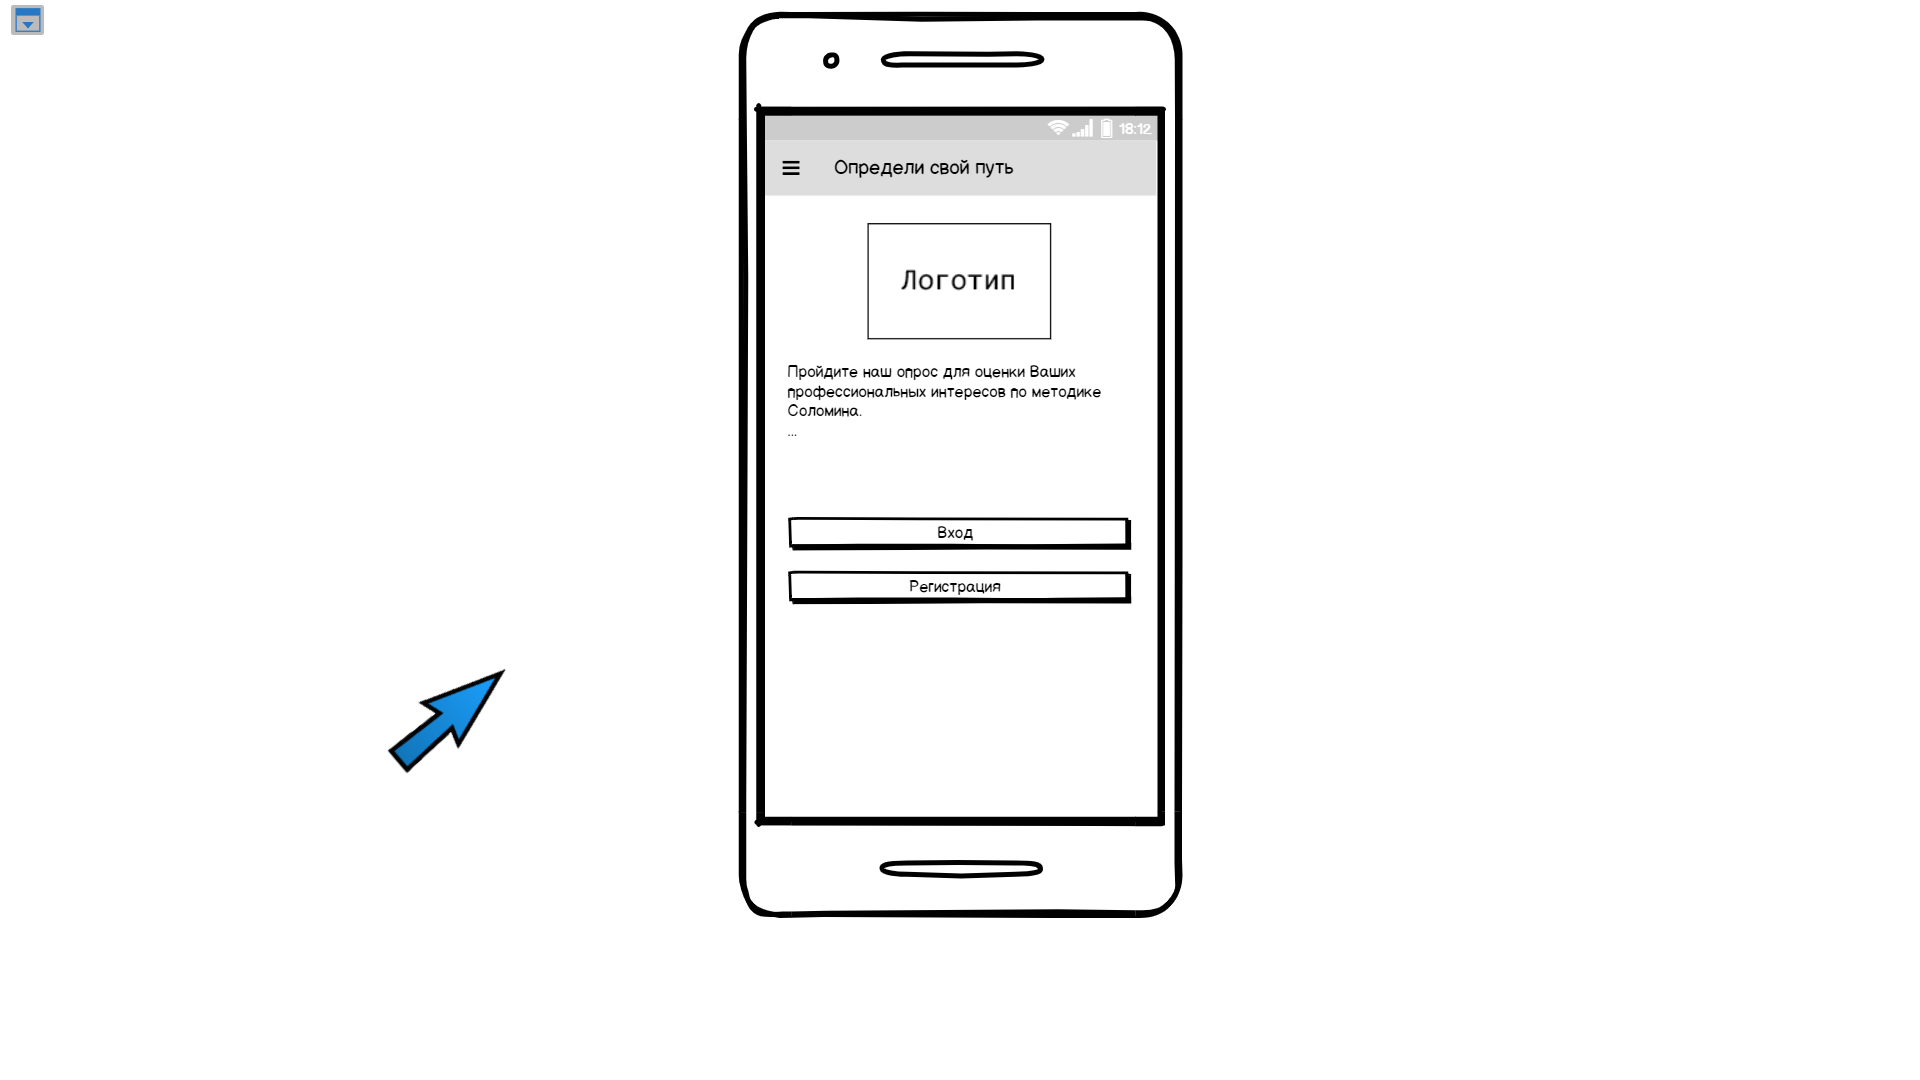 18:12
Определи свой путь
Логотип
Пройдите наш опрос для оценки Ваших
профессиональных интересов по методике
Соломина.
...
Вход
Регистрация